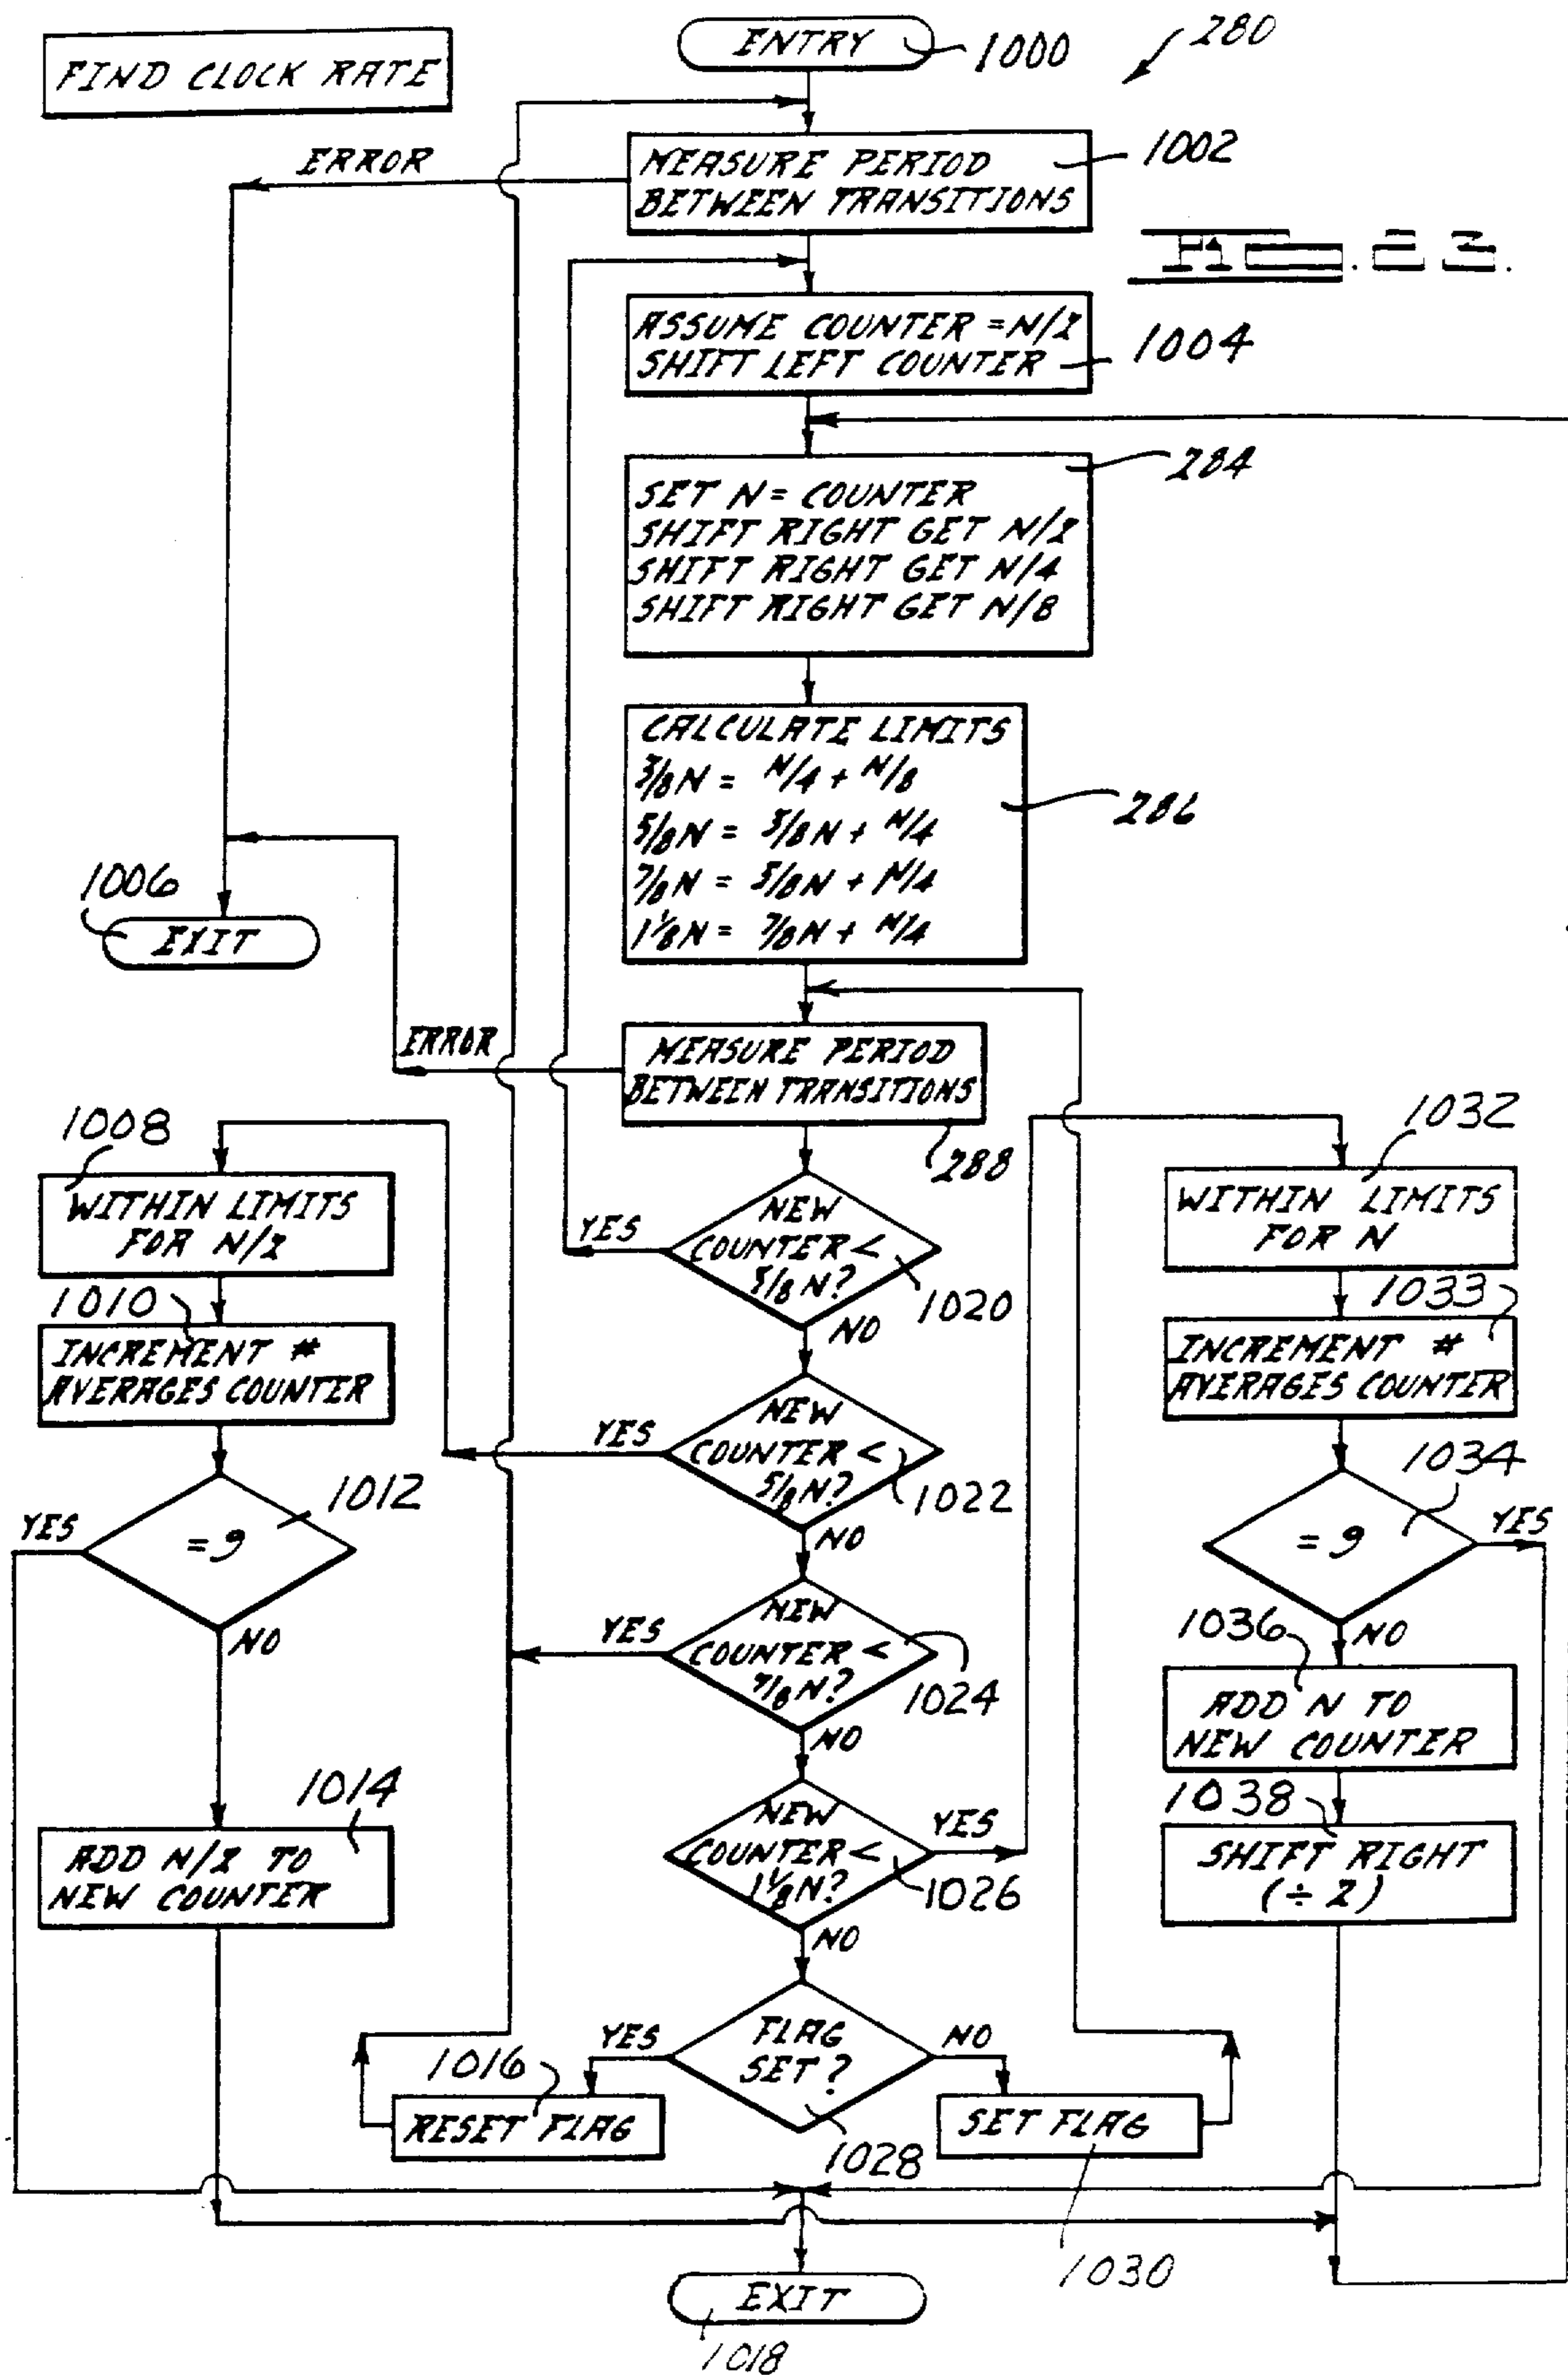 FIND CLOCK RATE
ENTRY
1000
280
ERROR
MEASURE PERIOD
BETWEEN TRANSITIONS
1002
FIG. 23.
ASSUME COUNTER = N/2
SHIFT LEFT COUNTER
1004
284
SET N = COUNTER
SHIFT RIGHT GET N/2
SHIFT RIGHT GET N/4
SHIFT RIGHT GET N/8
CALCULATE LIMITS
3/8N = N/4 + N/8
5/8N = 3/8N + N/4
7/8N = 5/8N + N/4
1 1/8N = 7/8N + N/4
286
1006
EXIT
ERROR
MEASURE PERIOD
BETWEEN TRANSITIONS
288
1008
WITHIN LIMITS
FOR N/2
1010
INCREMENT #
AVERAGES COUNTER
1012
= 9
YES
NO
1014
ADD N/2 TO
NEW COUNTER
NEW
COUNTER <
3/8N?
YES
NO
1020
NEW
COUNTER <
5/8N?
YES
NO
1022
NEW
COUNTER <
7/8N?
YES
NO
1024
NEW
COUNTER <
1 1/8N?
YES
NO
1026
FLAG
SET?
YES
NO
1028
1016
RESET FLAG
SET FLAG
1030
1032
WITHIN LIMITS
FOR N
1033
INCREMENT #
AVERAGES COUNTER
1034
= 9
YES
NO
1036
ADD N TO
NEW COUNTER
1038
SHIFT RIGHT
(÷ 2)
EXIT
1018